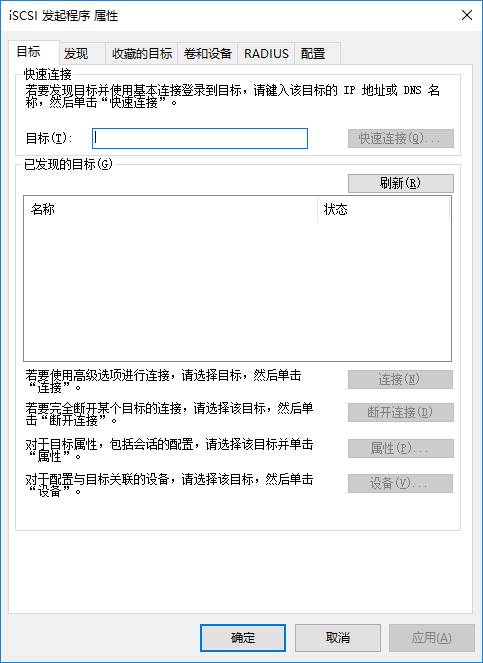 iSCSI 发起程序 属性
目标 发现 收藏的目标 卷和设备 RADIUS 配置
快速连接
若要发现目标并使用基本连接登录到目标，请键入该目标的 IP 地址或 DNS 名
称，然后单击“快速连接”。
目标(T): 快速连接(Q)...
已发现的目标(G)
刷新(R)
名称 状态
若要使用高级选项进行连接，请选择目标，然后单击
“连接”。
连接(N)
若要完全断开某个目标的连接，请选择该目标，然后单
击“断开连接”。
断开连接(D)
对于目标属性，包括会话的配置，请选择该目标并单击
“属性”。
属性(P)...
对于配置与目标关联的设备，请选择该目标，然后单击
“设备”。
设备(V)...
确定 取消 应用(A)